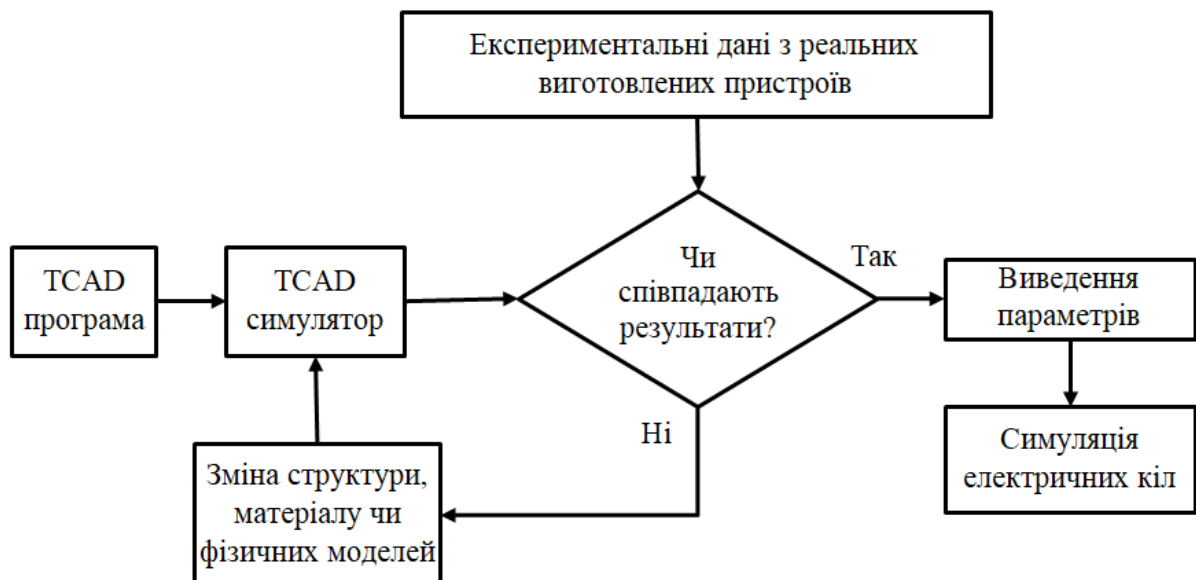 Експериментальні дані з реальних
виготовлених пристроїв
TCAD
програма
TCAD
симулятор
Чи
співпадають
результати?
Так
Виведення
параметрів
Ні
Зміна структури,
матеріалу чи
фізичних моделей
Симуляція
електричних кіл